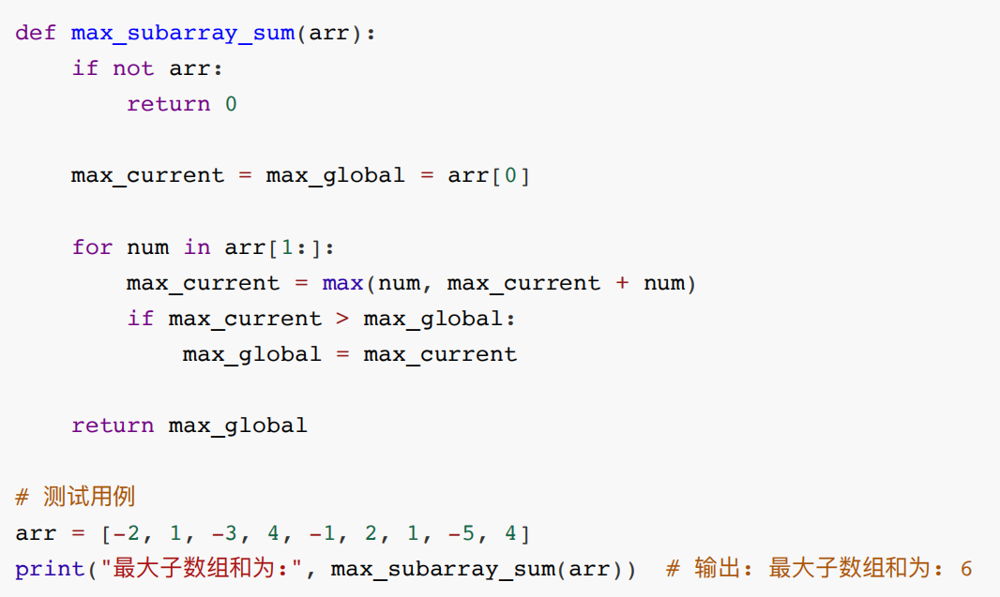 def max_subarray_sum(arr):
    if not arr:
        return 0

    max_current = max_global = arr[0]

    for num in arr[1:]:
        max_current = max(num, max_current + num)
        if max_current > max_global:
            max_global = max_current

    return max_global

# 测试用例
arr = [-2, 1, -3, 4, -1, 2, 1, -5, 4]
print("最大子数组和为:", max_subarray_sum(arr))  # 输出: 最大子数组和为: 6